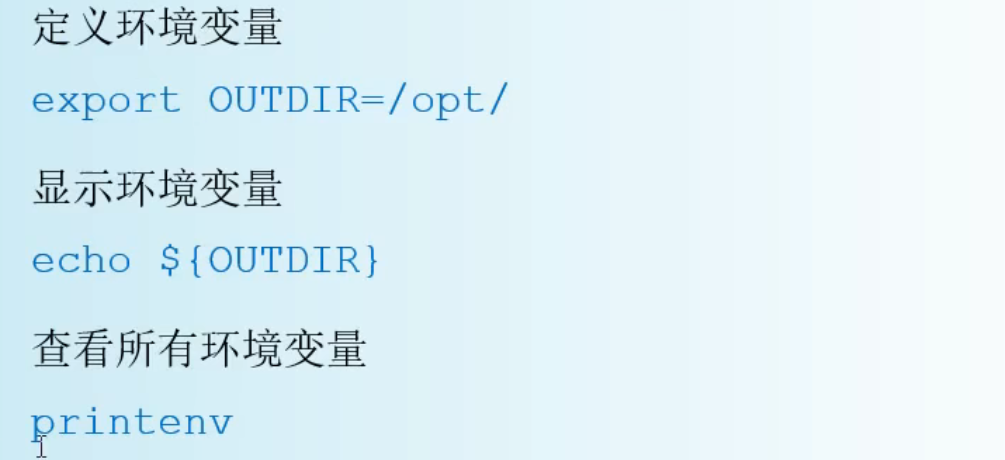 定义环境变量
export OUTDIR=/opt/
显示环境变量
echo ${OUTDIR}
查看所有环境变量
printenv